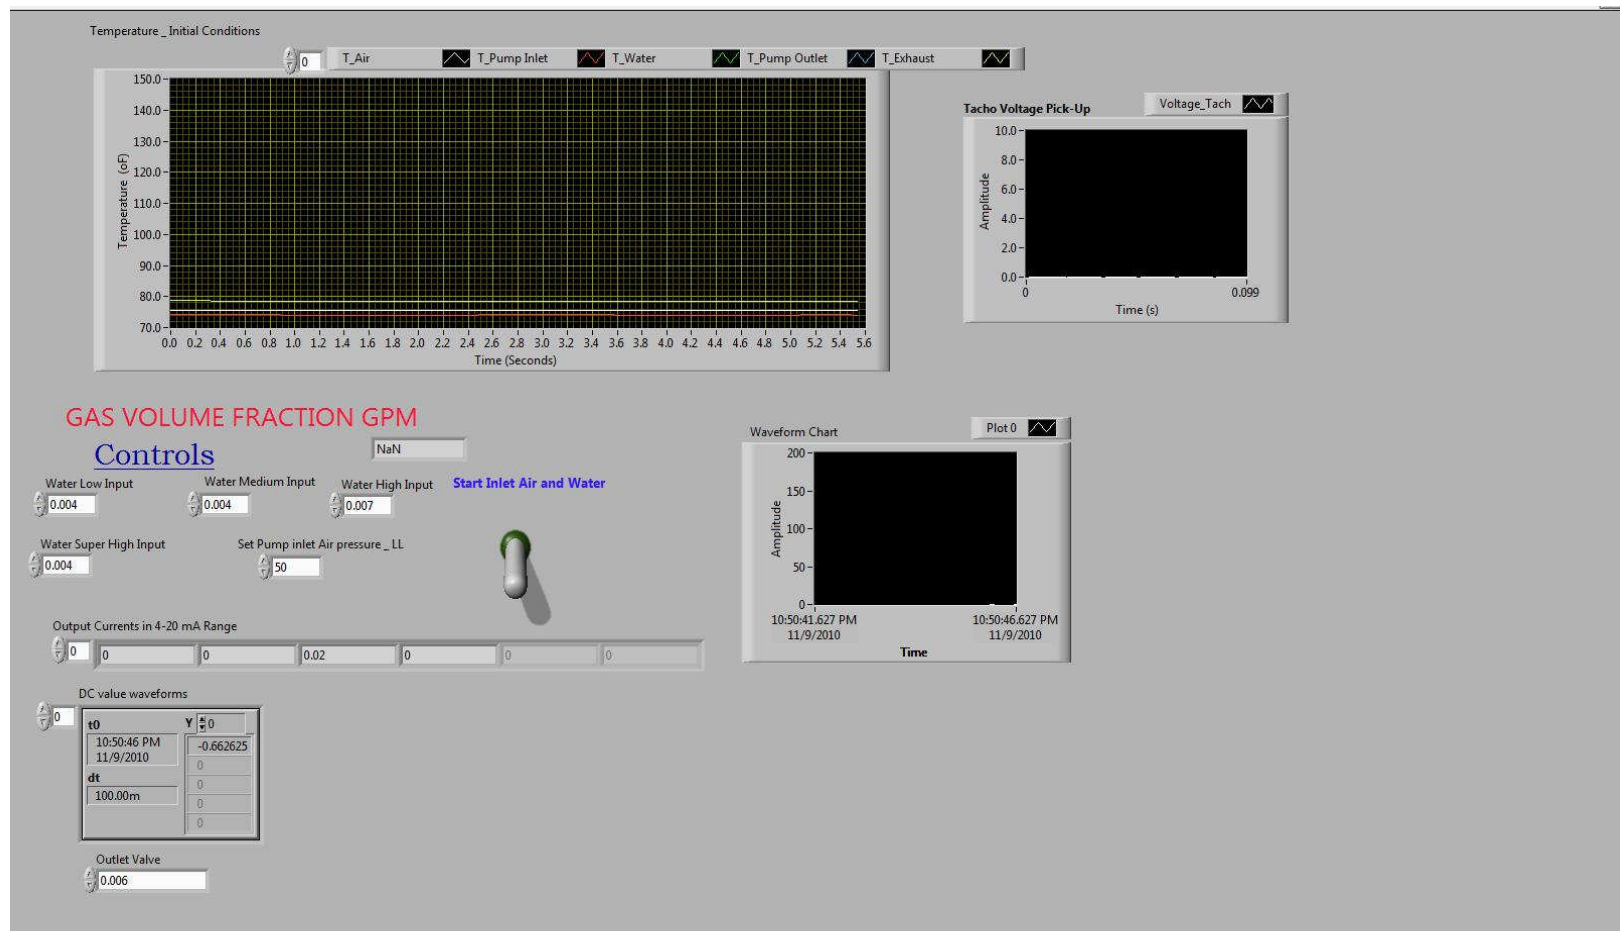 Temperature _ Initial Conditions
0 T_Air T_Pump Inlet T_Water T_Pump Outlet T_Exhaust
150.0
140.0
130.0
120.0
110.0
100.0
90.0
80.0
70.0
Temperature (oF)
0.0 0.2 0.4 0.6 0.8 1.0 1.2 1.4 1.6 1.8 2.0 2.2 2.4 2.6 2.8 3.0 3.2 3.4 3.6 3.8 4.0 4.2 4.4 4.6 4.8 5.0 5.2 5.4 5.6
Time (Seconds)
Tacho Voltage Pick-Up
Voltage_Tach
10.0
8.0
6.0
4.0
2.0
0.0
Amplitude
0 0.099
Time (s)
GAS VOLUME FRACTION GPM
Controls
NaN
Water Low Input
0.004
Water Medium Input
0.004
Water High Input
0.007
Start Inlet Air and Water
Water Super High Input
0.004
Set Pump inlet Air pressure _ LL
50
Waveform Chart
Plot 0
200
150
100
50
0
Amplitude
10:50:41.627 PM
11/9/2010
10:50:46.627 PM
11/9/2010
Time
Output Currents in 4-20 mA Range
0 0 0 0.02 0 0 0
DC value waveforms
0
t0
10:50:46 PM
11/9/2010
dt
100.00m
Y 0
-0.662625
0
0
0
0
Outlet Valve
0.006